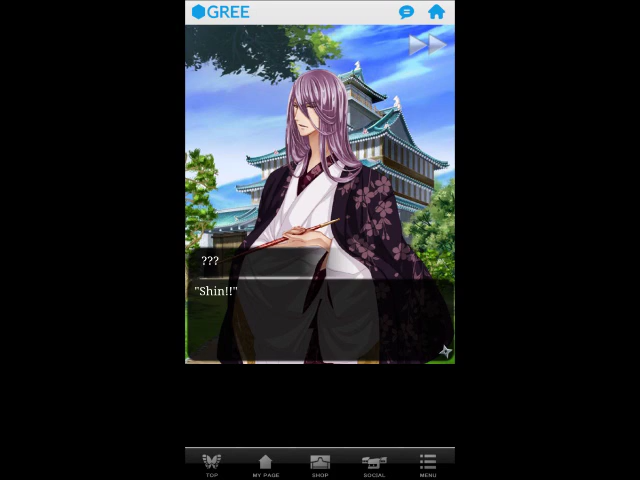 GREE
???
"Shin!!"
TOP
MY PAGE
SHOP
SOCIAL
MENU